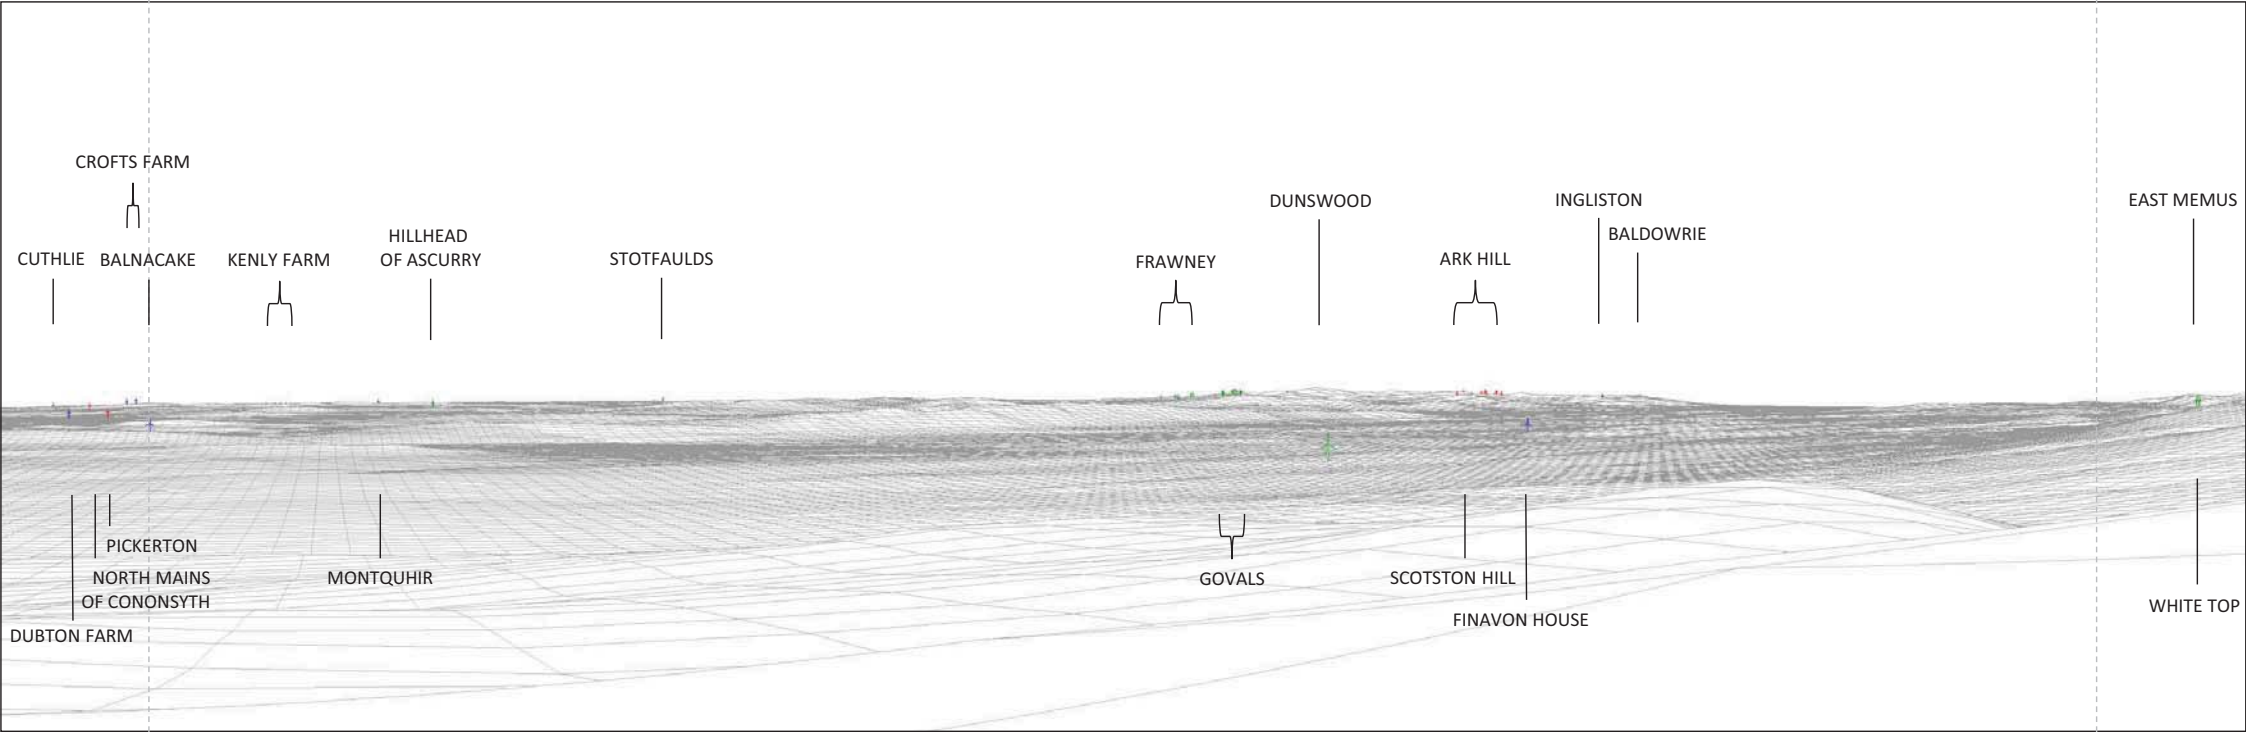 CROFTS FARM
DUNSWOOD
INGLISTON
EAST MEMUS
BALDOWRIE
HILLHEAD
OF ASCURRY
CUTHLIE
BALNACAKE
KENLY FARM
STOTFAULDS
FRAWNEY
ARK HILL
PICKERTON
NORTH MAINS
OF CONONSYTH
DUBTON FARM
MONTQUHIR
GOVALS
SCOTSTON HILL
FINAVON HOUSE
WHITE TOP